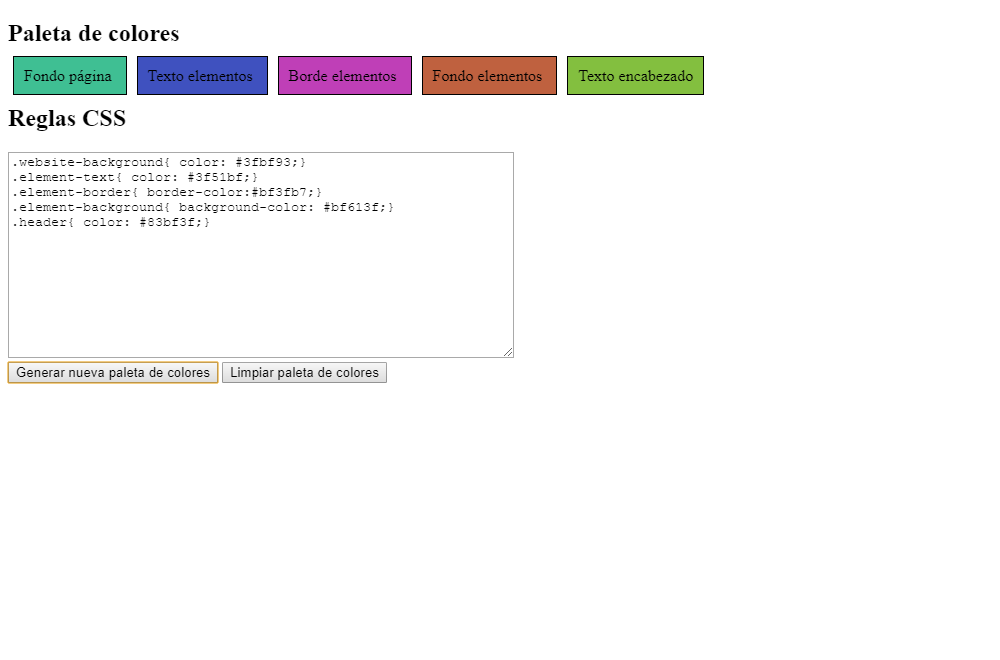 Paleta de colores
Fondo página Texto elementos Borde elementos Fondo elementos Texto encabezado
Reglas CSS
.website-background{ color: #3fbf93;}
.element-text{ color: #3f51bf;}
.element-border{ border-color:#bf3fb7;}
.element-background{ background-color: #bf613f;}
.header{ color: #83bf3f;}
Generar nueva paleta de colores Limpiar paleta de colores